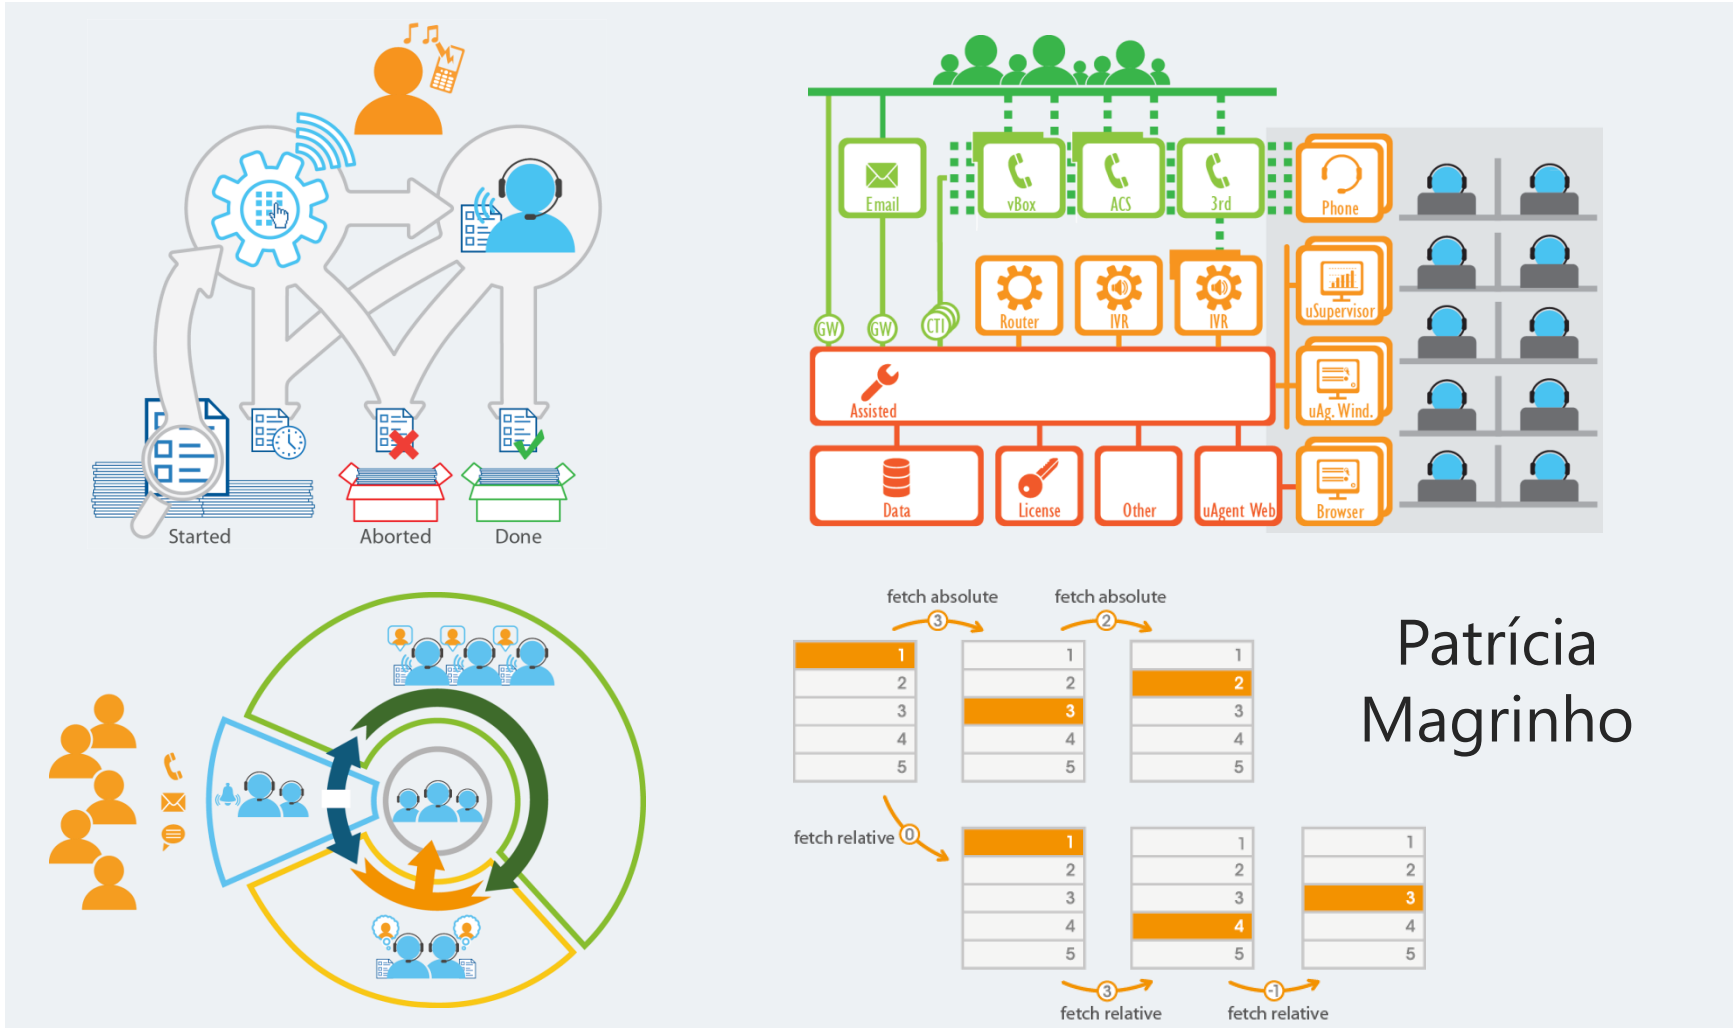 Started
Aborted
Done
Email
vBox
ACS
3rd
Phone
GW
GW
CTI
Router
IVR
IVR
uSupervisor
Assisted
uAg. Wind.
Data
License
Other
uAgent Web
Browser
fetch absolute
3
fetch absolute
2
1
2
3
4
5
1
2
3
4
5
1
2
3
4
5
fetch relative
0
1
2
3
4
5
1
2
3
4
5
1
2
3
4
5
3
fetch relative
-1
fetch relative
Patrícia
Magrinho